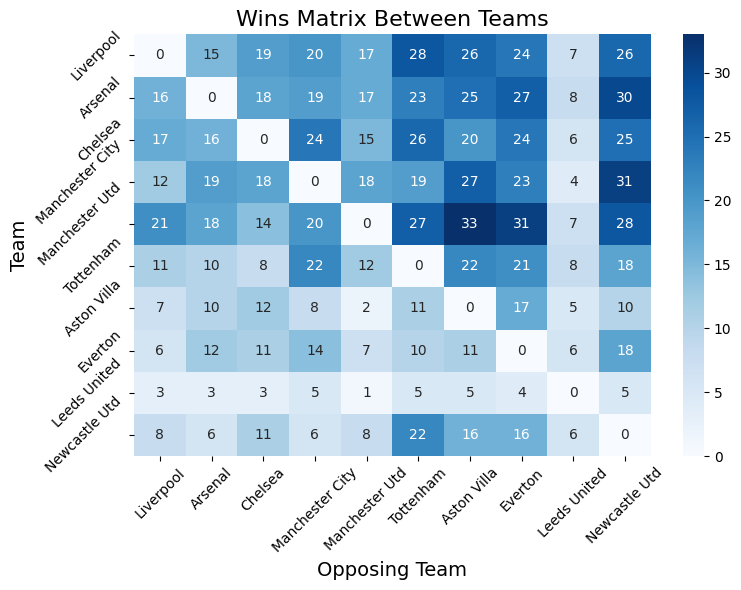 Wins Matrix Between Teams
Team
Liverpool 0 15 19 20 17 28 26 24 7 26
Arsenal 16 0 18 19 17 23 25 27 8 30
Chelsea 17 16 0 24 15 26 20 24 6 25
Manchester City 12 19 18 0 18 19 27 23 4 31
Manchester Utd 21 18 14 20 0 27 33 31 7 28
Tottenham 11 10 8 22 12 0 22 21 8 18
Aston Villa 7 10 12 8 2 11 0 17 5 10
Everton 6 12 11 14 7 10 11 0 6 18
Leeds United 3 3 3 5 1 5 5 4 0 5
Newcastle Utd 8 6 11 6 8 22 16 16 6 0
Liverpool Arsenal Chelsea Manchester City Manchester Utd Tottenham Aston Villa Everton Leeds United Newcastle Utd
Opposing Team
30
25
20
15
10
5
0